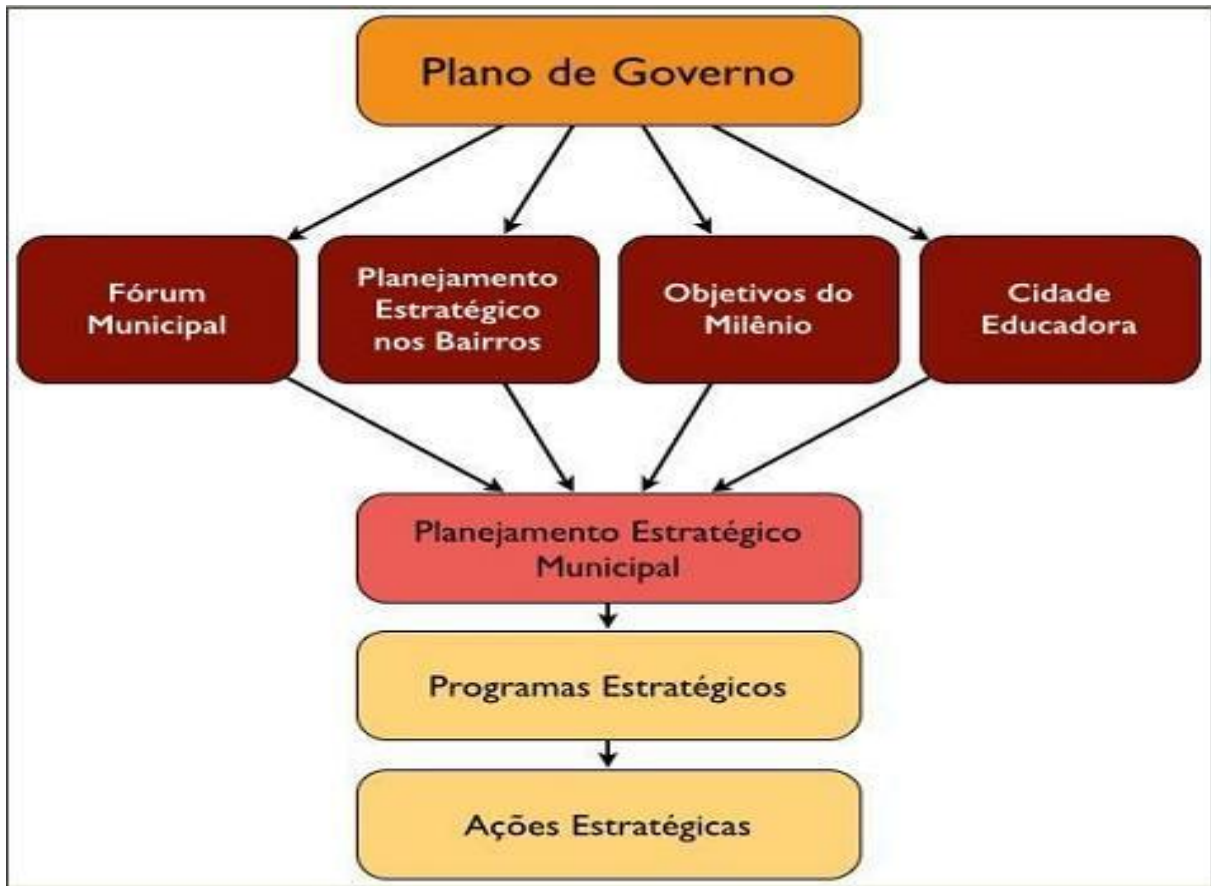 Plano de Governo
Fórum
Municipal
Planejamento
Estratégico
nos Bairros
Objetivos do
Milênio
Cidade
Educadora
Planejamento Estratégico
Municipal
Programas Estratégicos
Ações Estratégicas